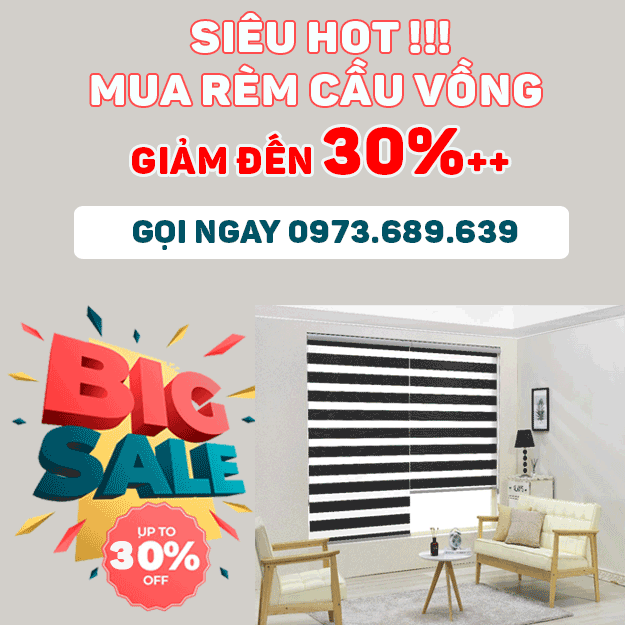 SIÊU HOT !!!
MUA RÈM CẦU VỒNG
GIẢM ĐẾN 30%++
GỌI NGAY 0973.689.639
BIG
SALE
UP TO
30%
OFF